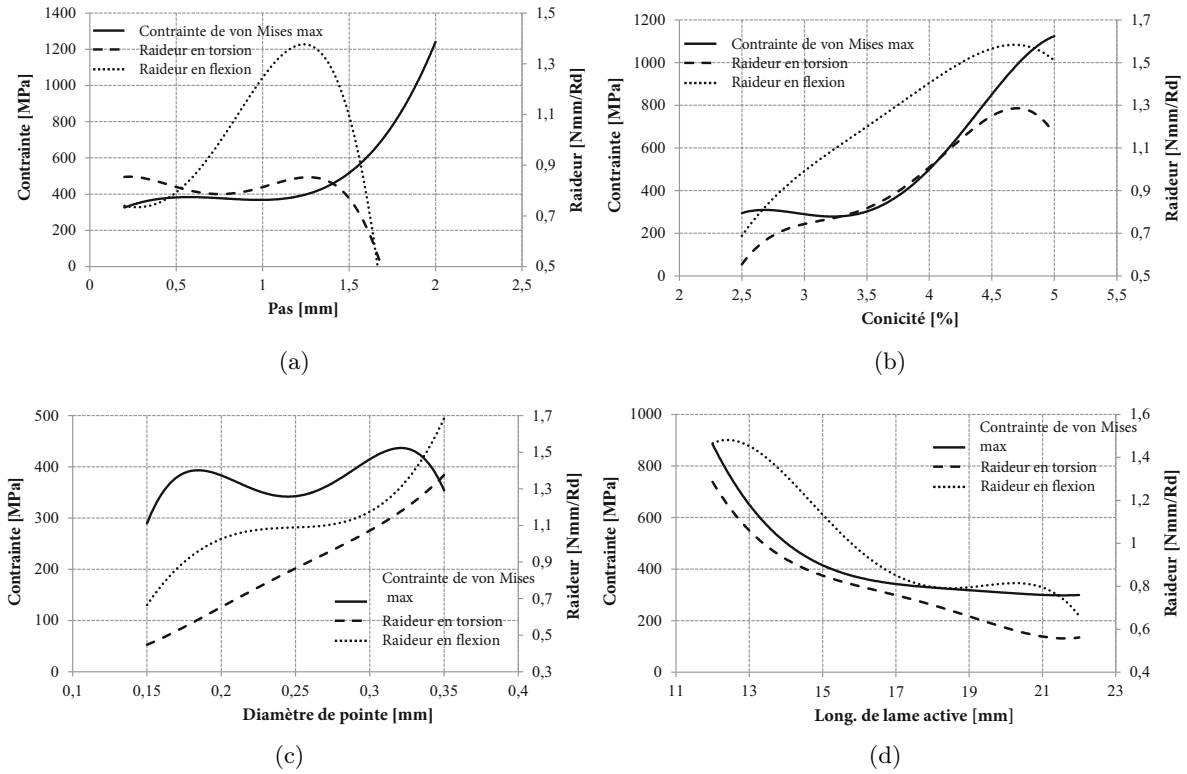 1400
1200
1000
800
600
400
200
0
Contrainte [MPa]
1,5
1,3
1,1
0,9
0,7
0,5
Raideur [Nmm/Rd]
Contrainte de von Mises max
Raideur en torsion
Raideur en flexion
0
0,5
1
1,5
2
2,5
Pas [mm]
(a)
1200
1000
800
600
400
200
0
Contrainte [MPa]
1,7
1,5
1,3
1,1
0,9
0,7
0,5
Raideur [Nmm/Rd]
Contrainte de von Mises max
Raideur en torsion
Raideur en flexion
2
2,5
3
3,5
4
4,5
5
5,5
Conicité [%]
(b)
500
400
300
200
100
0
Contrainte [MPa]
1,7
1,5
1,3
1,1
0,9
0,7
0,5
0,3
Raideur [Nmm/Rd]
Contrainte de von Mises
max
Raideur en torsion
Raideur en flexion
0,1
0,15
0,2
0,25
0,3
0,35
0,4
Diamètre de pointe [mm]
(c)
1000
800
600
400
200
0
Contrainte [MPa]
1,6
1,4
1,2
1
0,8
0,6
0,4
Raideur [Nmm/Rd]
Contrainte de von Mises
max
Raideur en torsion
Raideur en flexion
11
13
15
17
19
21
23
Long. de lame active [mm]
(d)